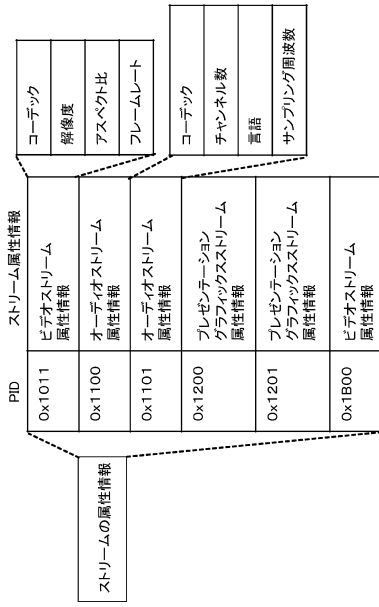 ストリームの属性情報
PID
ストリーム属性情報
0x1011
ビデオストリーム
属性情報
0x1100
オーディオストリーム
属性情報
0x1101
オーディオストリーム
属性情報
0x1200
プレゼンテーション
グラフィックスストリーム
属性情報
0x1201
プレゼンテーション
グラフィックスストリーム
属性情報
0x1B00
ビデオストリーム
属性情報
コーデック
解像度
アスペクト比
フレームレート
コーデック
チャンネル数
言語
サンプリング周波数